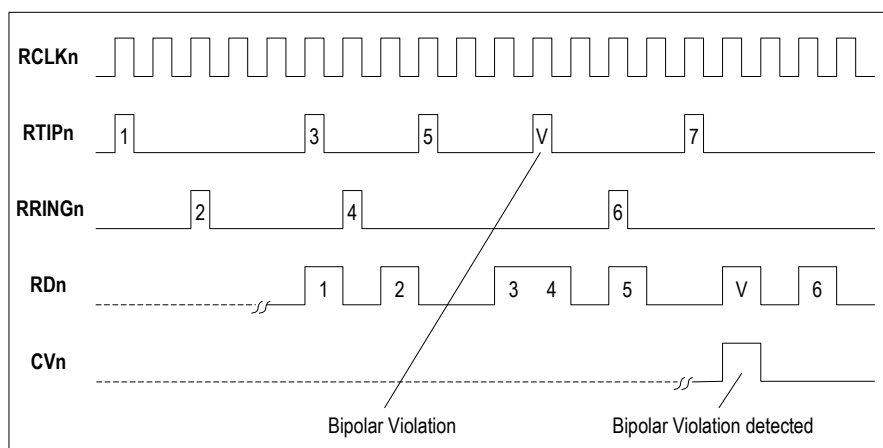 RCLKn
RTIPn
1 3 5 V 7
RRINGn
2 4 6
RDn
1 2 3 4 5 V 6
CVn
Bipolar Violation
Bipolar Violation detected